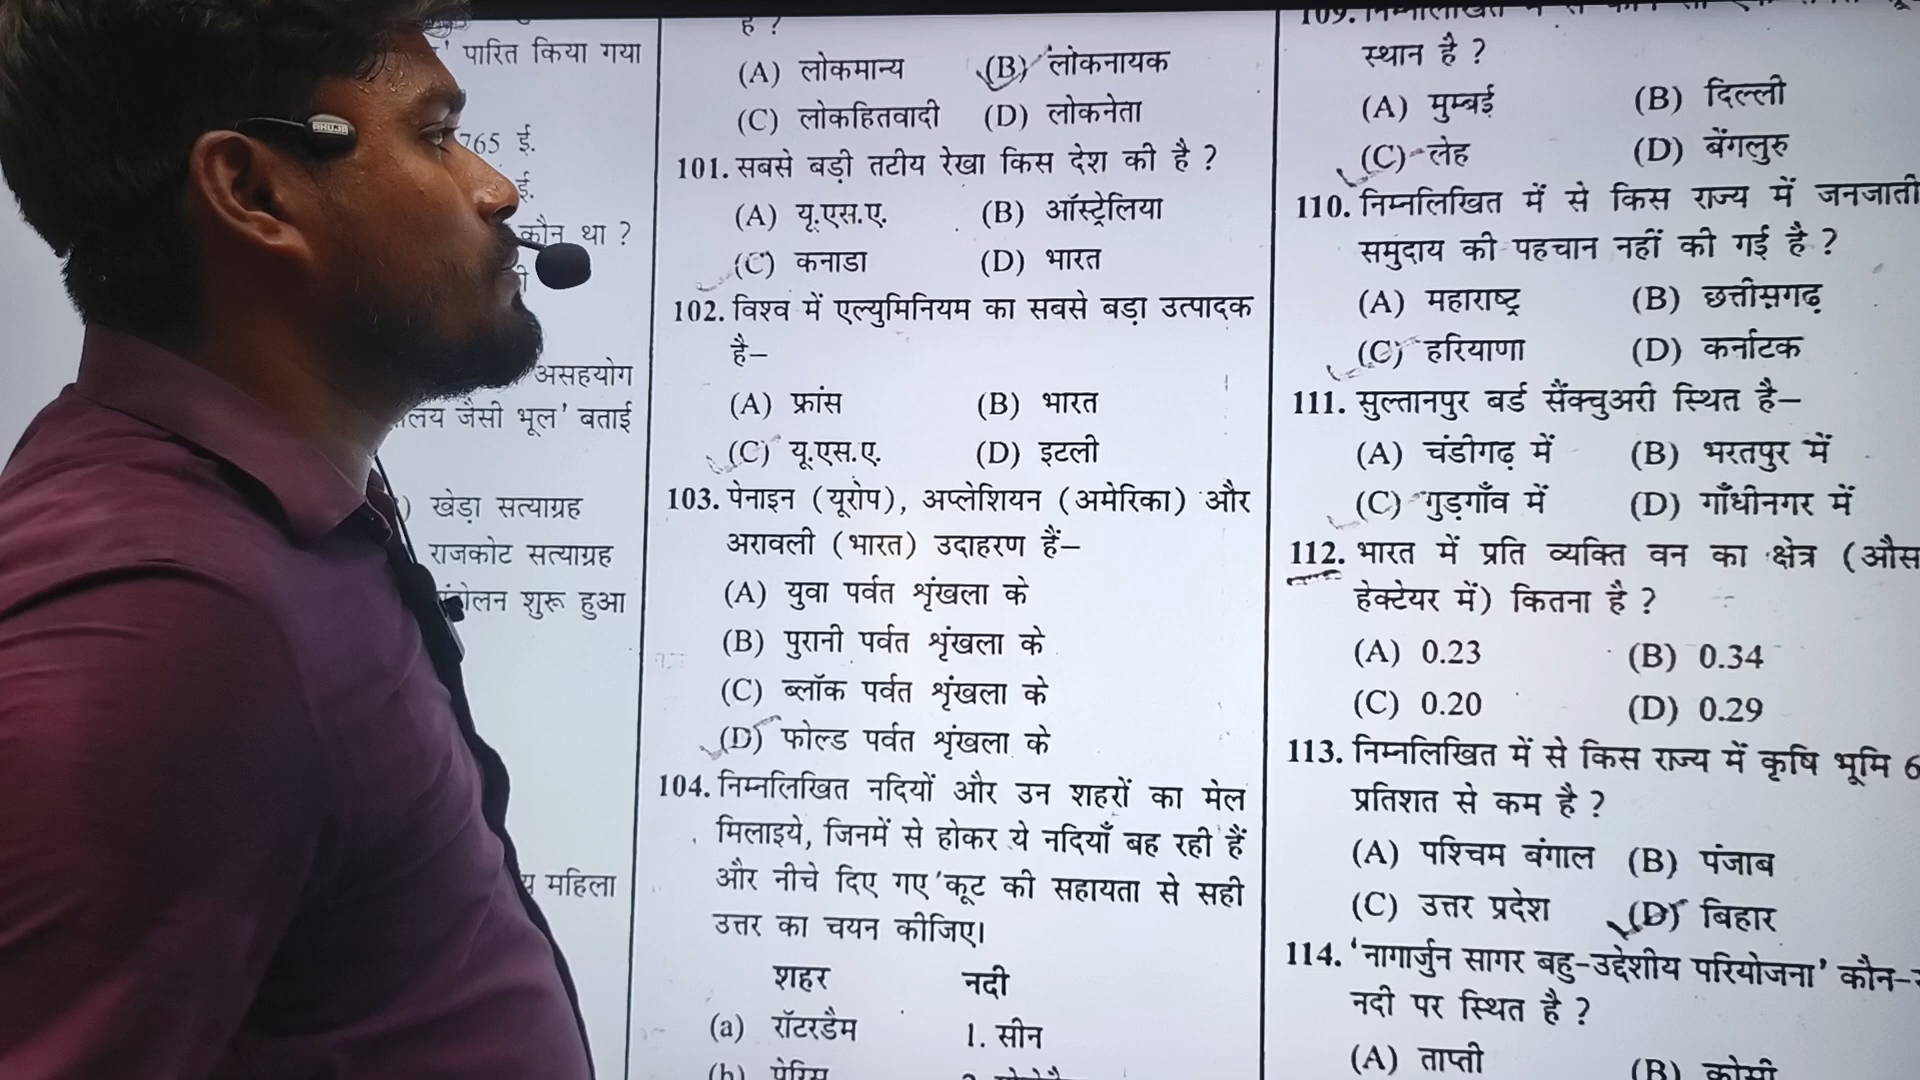 AHUJA
पारित किया गया
765 ई.
ई.
कौन था ?
असहयोग
जैसी भूल' बताई
खेड़ा सत्याग्रह
राजकोट सत्याग्रह
शुरू हुआ
महिला
है ?
(A) लोकमान्य (B) लोकनायक
(C) लोकहितवादी (D) लोकनेता
101. सबसे बड़ी तटीय रेखा किस देश की है ?
(A) यू.एस.ए. (B) ऑस्ट्रेलिया
(C) कनाडा (D) भारत
102. विश्व में एल्युमिनियम का सबसे बड़ा उत्पादक
है–
(A) फ्रांस (B) भारत
(C) यू.एस.ए. (D) इटली
103. पेनाइन (यूरोप), अप्लेशियन (अमेरिका) और
अरावली (भारत) उदाहरण हैं–
(A) युवा पर्वत शृंखला के
(B) पुरानी पर्वत शृंखला के
(C) ब्लॉक पर्वत शृंखला के
(D) फोल्ड पर्वत शृंखला के
104. निम्नलिखित नदियों और उन शहरों का मेल
मिलाइये, जिनमें से होकर ये नदियाँ बह रही हैं
और नीचे दिए गए कूट की सहायता से सही
उत्तर का चयन कीजिए।
शहर नदी
(a) रॉटरडैम 1. सीन
(b) पेरिस
109. निम्नलिखित में से कौन
स्थान है ?
(A) मुम्बई (B) दिल्ली
(C) लेह (D) बेंगलुरु
110. निम्नलिखित में से किस राज्य में जनजाती
समुदाय की पहचान नहीं की गई है ?
(A) महाराष्ट्र (B) छत्तीसगढ़
(C) हरियाणा (D) कर्नाटक
111. सुल्तानपुर बर्ड सैंक्चुअरी स्थित है–
(A) चंडीगढ़ में (B) भरतपुर में
(C) गुड़गाँव में (D) गाँधीनगर में
112. भारत में प्रति व्यक्ति वन का क्षेत्र (औस
हेक्टेयर में) कितना है ?
(A) 0.23 (B) 0.34
(C) 0.20 (D) 0.29
113. निम्नलिखित में से किस राज्य में कृषि भूमि 6
प्रतिशत से कम है ?
(A) पश्चिम बंगाल (B) पंजाब
(C) उत्तर प्रदेश (D) बिहार
114. 'नागार्जुन सागर बहु-उद्देशीय परियोजना' कौन-
नदी पर स्थित है ?
(A) ताप्ती (B) कोसी